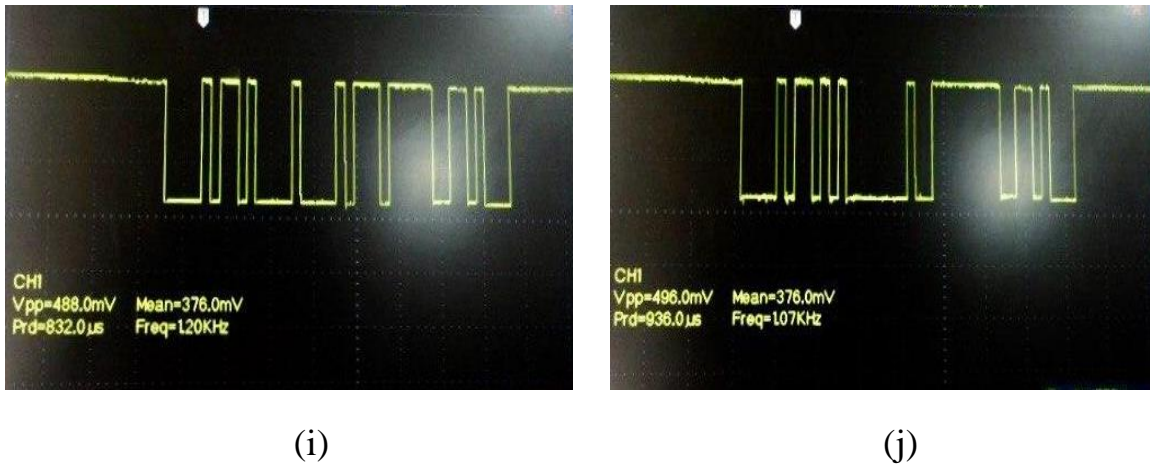 CH1
Vpp=488.0mV Mean=376.0mV
Prd=832.0µs Freq=1.20KHz
CH1
Vpp=496.0mV Mean=376.0mV
Prd=936.0µs Freq=1.07KHz
(i) (j)